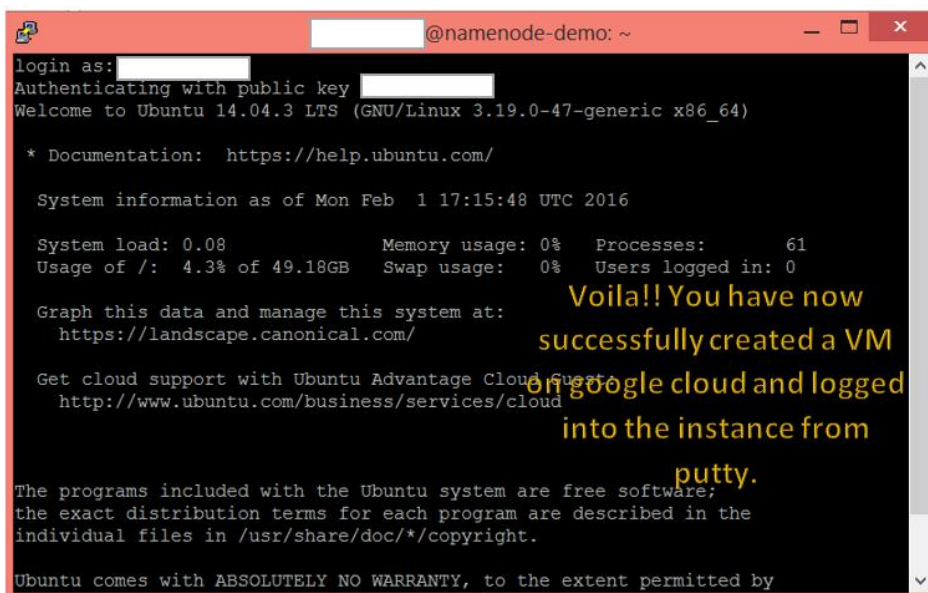 @namenode-demo: ~
login as:
Authenticating with public key
Welcome to Ubuntu 14.04.3 LTS (GNU/Linux 3.19.0-47-generic x86_64)
* Documentation:  https://help.ubuntu.com/
System information as of Mon Feb  1 17:15:48 UTC 2016
System load: 0.08 Memory usage: 0% Processes: 61
Usage of /: 4.3% of 49.18GB Swap usage: 0% Users logged in: 0
Graph this data and manage this system at:
https://landscape.canonical.com/
Get cloud support with Ubuntu Advantage Cloud Guest:
http://www.ubuntu.com/business/services/cloud
Voila!! You have now
successfully created a VM
on google cloud and logged
into the instance from
putty.
The programs included with the Ubuntu system are free software;
the exact distribution terms for each program are described in the
individual files in /usr/share/doc/*/copyright.
Ubuntu comes with ABSOLUTELY NO WARRANTY, to the extent permitted by